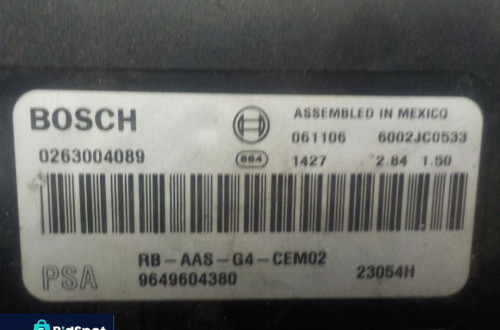 BOSCH
ASSEMBLED IN MEXICO
061106 6002JC0533
0263004089
664 1427 2.84 1.50
RB-AAS-G4-CEM02
PSA 9649604380 23054H
BigSpot